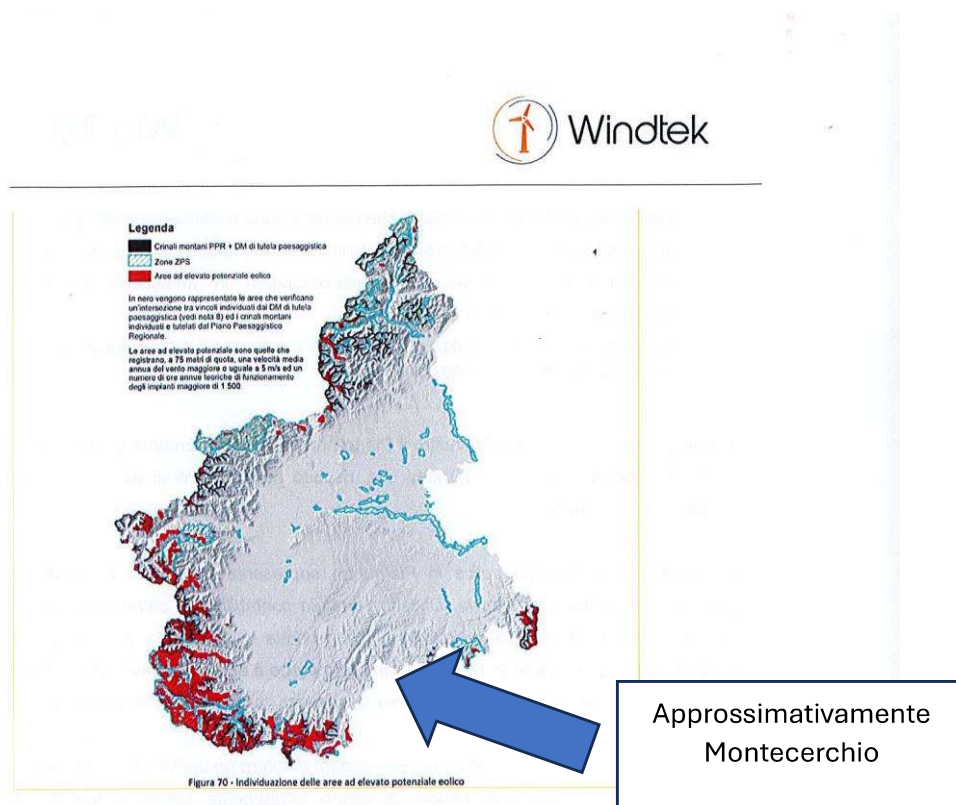 Windtek
Legenda
Crinali montani PPR + DM di tutela paesaggistica
Zone ZPS
Aree ad elevato potenziale eolico
In nero vengono rappresentate le aree che verificano
un'intersezione tra vincoli individuati dai DM di tutela
paesaggistica (vedi nota 8) ed i crinali montani
individuati e tutelati dal Piano Paesaggistico
Regionale.
Le aree ad elevato potenziale sono quelle che
registrano, a 75 metri di quota, una velocità media
annua del vento maggiore o uguale a 5 m/s ed un
numero di ore annue teoriche di funzionamento
degli impianti maggiore di 1 500
Approssimativamente
Montecerchio
Figura 70 - Individuazione delle aree ad elevato potenziale eolico